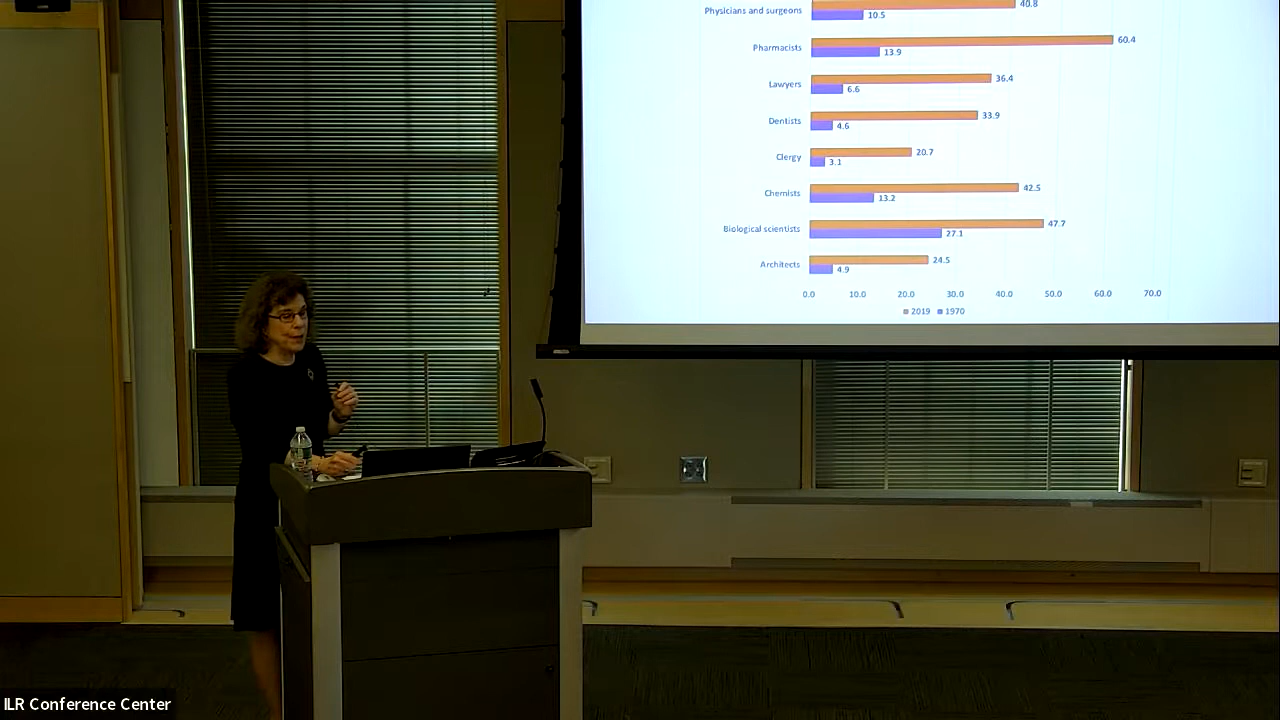 40.8
Physicians and surgeons
10.5
60.4
Pharmacists
13.9
36.4
Lawyers
6.6
33.9
Dentists
4.6
20.7
Clergy
3.1
42.5
Chemists
13.2
47.7
Biological scientists
27.1
24.5
Architects
4.9
0.0 10.0 20.0 30.0 40.0 50.0 60.0 70.0
2019 1970
ILR Conference Center